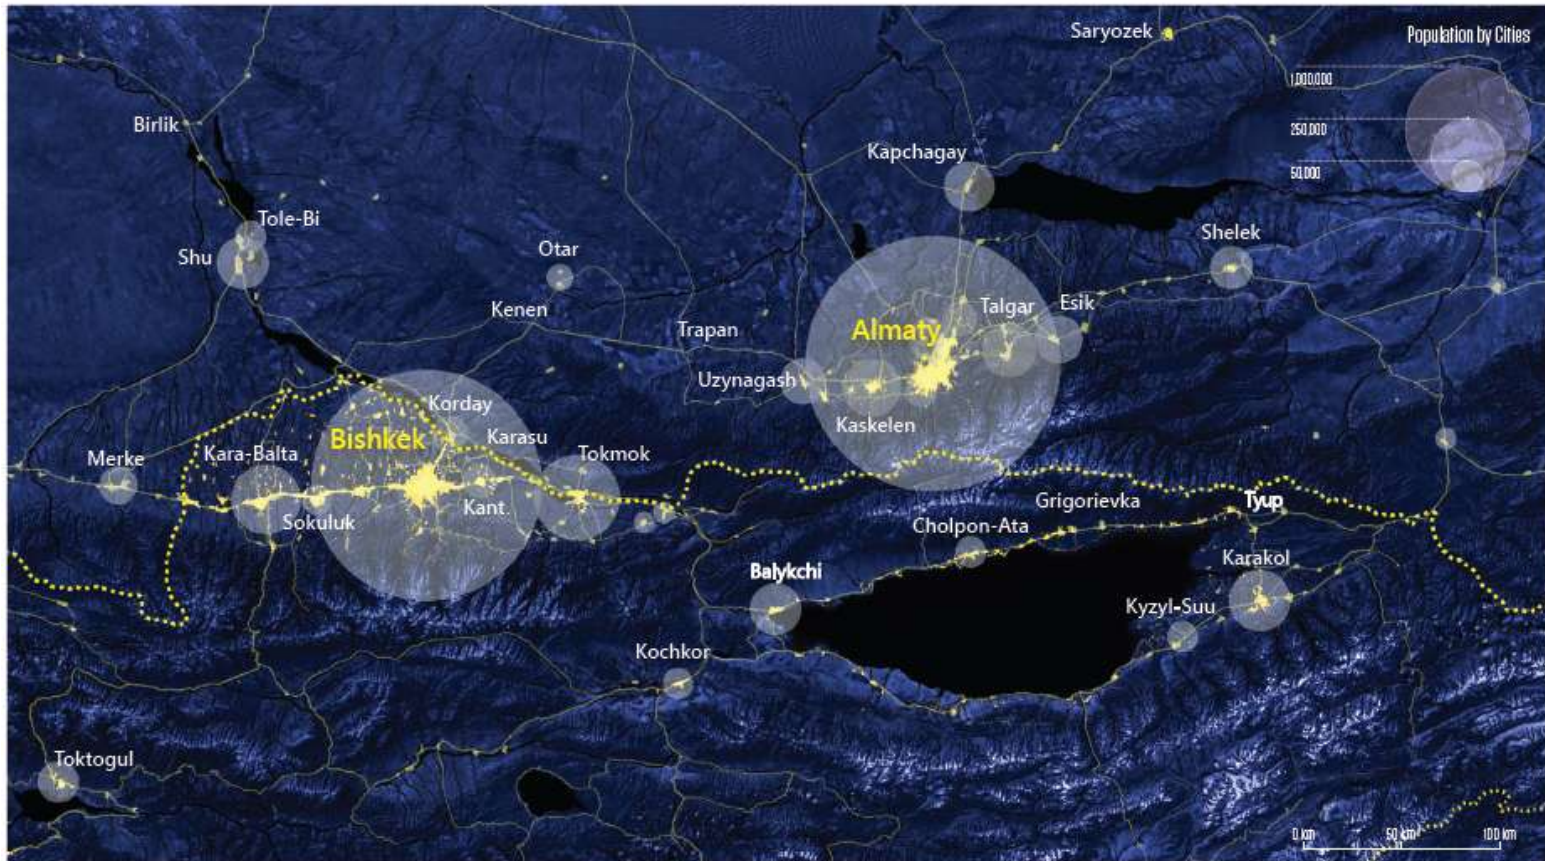 Saryozek
Population by Cities
1,000,000
250,000
50,000
Birlik
Kapchagay
Tole-Bi
Shu
Otar
Shelek
Kenen
Trapan
Almaty
Talgar
Esik
Uzynagash
Kaskelen
Korday
Bishkek
Karasu
Merke
Kara-Balta
Tokmok
Sokuluk
Kant.
Grigorievka
Tyup
Cholpon-Ata
Balykchi
Karakol
Kyzyl-Suu
Kochkor
Toktogul
0 km
50 km
100 km